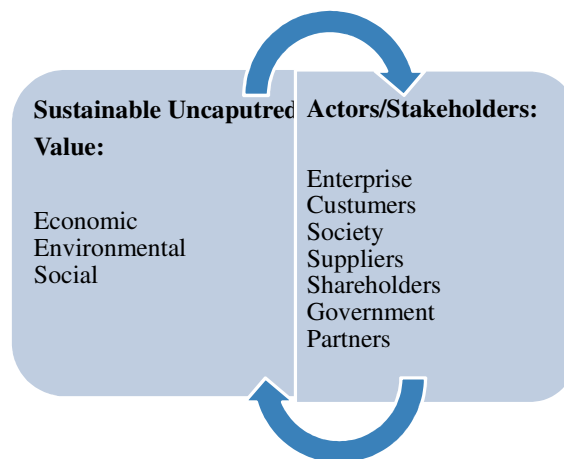 Sustainable Uncaputred
Value:
Economic
Environmental
Social
Actors/Stakeholders:
Enterprise
Custumers
Society
Suppliers
Shareholders
Government
Partners